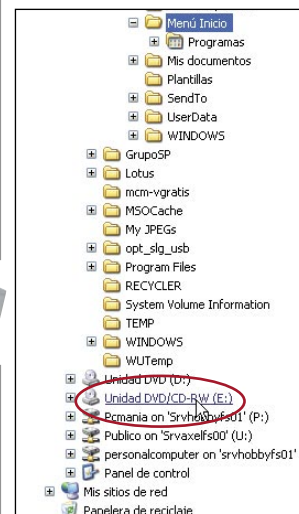 Menú Inicio
Programas
Mis documentos
Plantillas
SendTo
UserData
WINDOWS
GrupoSP
Lotus
mcm-vgratis
MSOCache
My JPEGs
opt_slg_usb
Program Files
RECYCLER
System Volume Information
TEMP
WINDOWS
WUTemp
Unidad DVD (D:)
Unidad DVD/CD-RW (E:)
Pcmania on 'Srvhobbyfs01' (P:)
Publico on 'Srvaxelfs00' (U:)
personalcomputer on 'srvhobbyfs01'
Panel de control
Mis sitios de red
Papelera de reciclaje